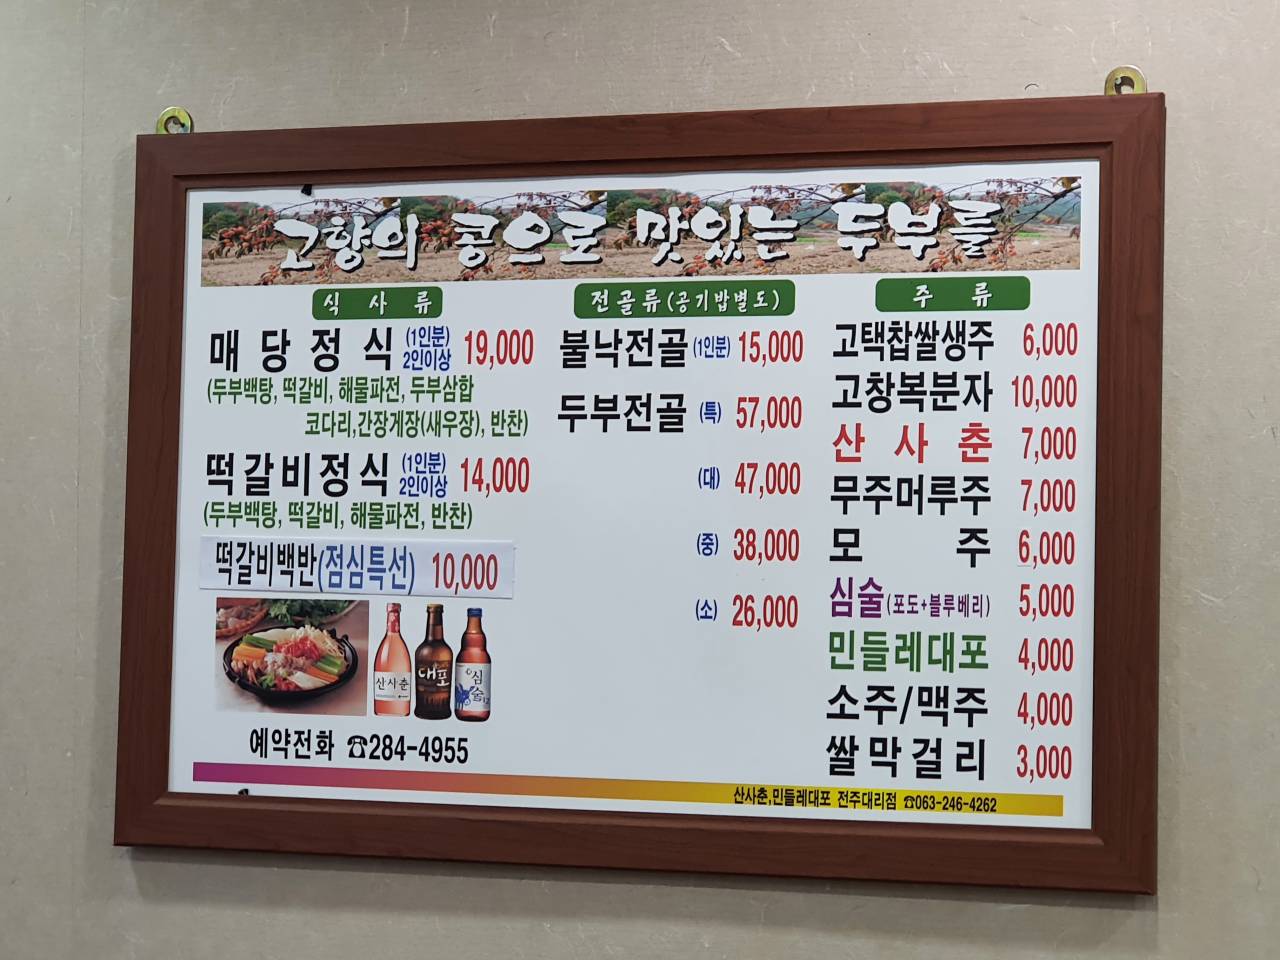 고향의 콩으로 맛있는 두부를
식 사 류
매 당 정 식 (1인분) 2인이상 19,000
(두부백탕, 떡갈비, 해물파전, 두부삼합
코다리,간장게장(새우장), 반찬)
떡갈비정식 (1인분) 2인이상 14,000
(두부백탕, 떡갈비, 해물파전, 반찬)
떡갈비백반(점심특선) 10,000
산사춘
대포
심술
예약전화 ☎284-4955
전골류(공기밥별도)
불낙전골 (1인분) 15,000
두부전골 (특) 57,000
(대) 47,000
(중) 38,000
(소) 26,000
주 류
고택찹쌀생주 6,000
고창복분자 10,000
산 사 춘 7,000
무주머루주 7,000
모 주 6,000
심술(포도+블루베리) 5,000
민들레대포 4,000
소주/맥주 4,000
쌀막걸리 3,000
산사춘,민들레대포 전주대리점 ☎063-246-4262